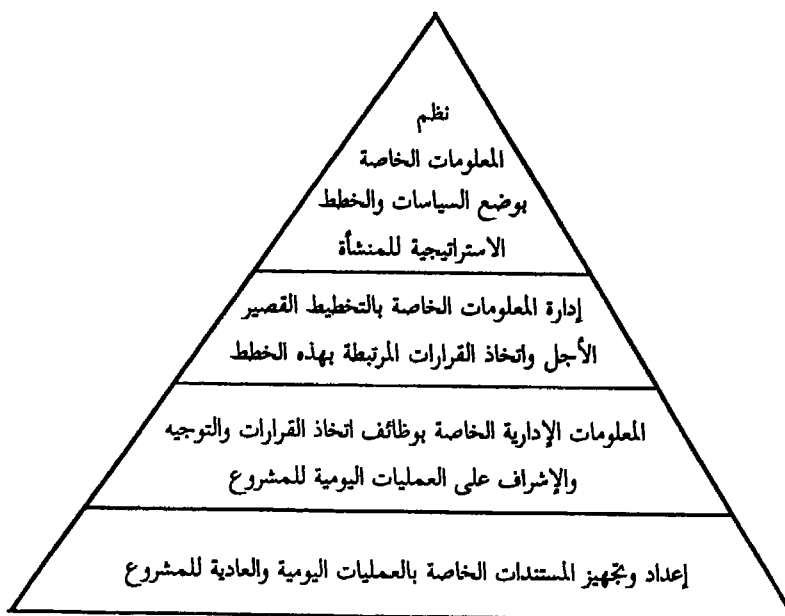 نظم
المعلومات الخاصة
بوضع السياسات والخطط
الاستراتيجية للمنشأة
إدارة المعلومات الخاصة بالتخطيط القصير
الأجل واتخاذ القرارات المرتبطة بهذه الخطط
المعلومات الإدارية الخاصة بوظائف اتخاذ القرارات والتوجيه
والإشراف على العمليات اليومية للمشروع
إعداد وتجهيز المستندات الخاصة بالعمليات اليومية والعادية للمشروع